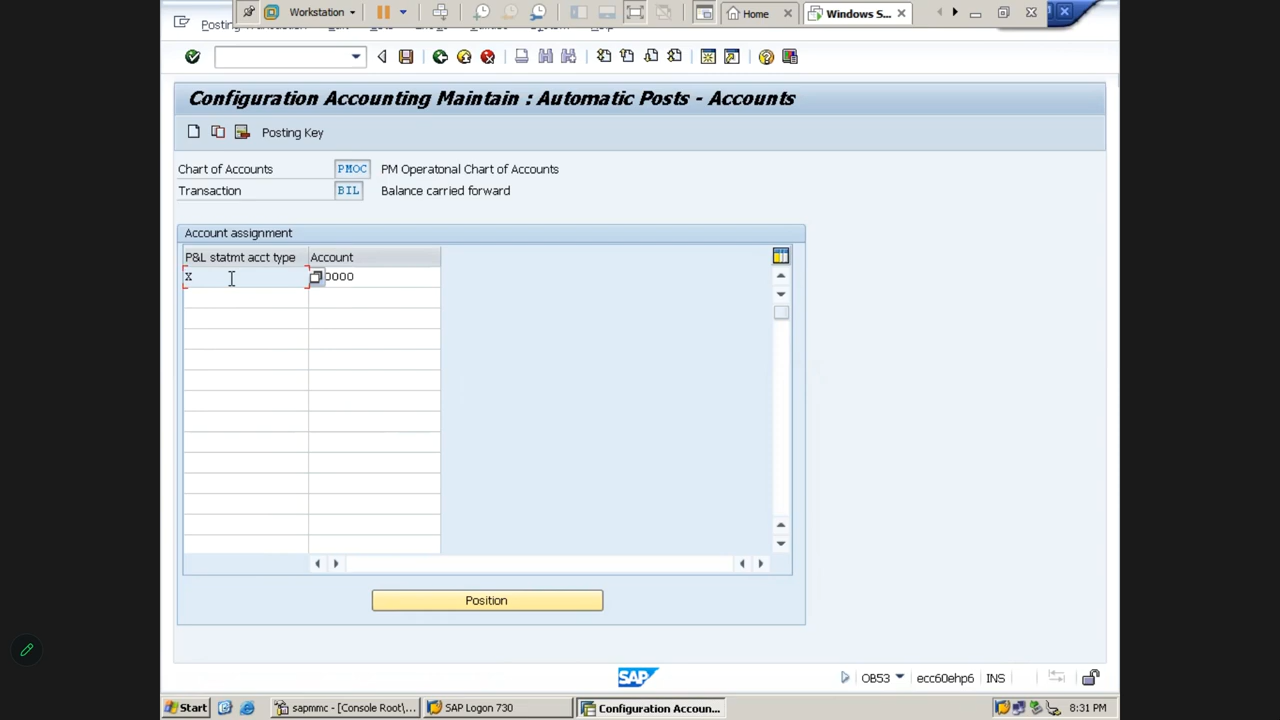 Workstation
Home
Windows S...
Configuration Accounting Maintain : Automatic Posts - Accounts
Posting Key
Chart of Accounts PMOC PM Operatonal Chart of Accounts
Transaction BIL Balance carried forward
Account assignment
P&L statmt acct type Account
X 0000
Position
SAP
OB53 ecc60ehp6 INS
Start sapmmc - [Console Root\... SAP Logon 730 Configuration Accoun... 8:31 PM